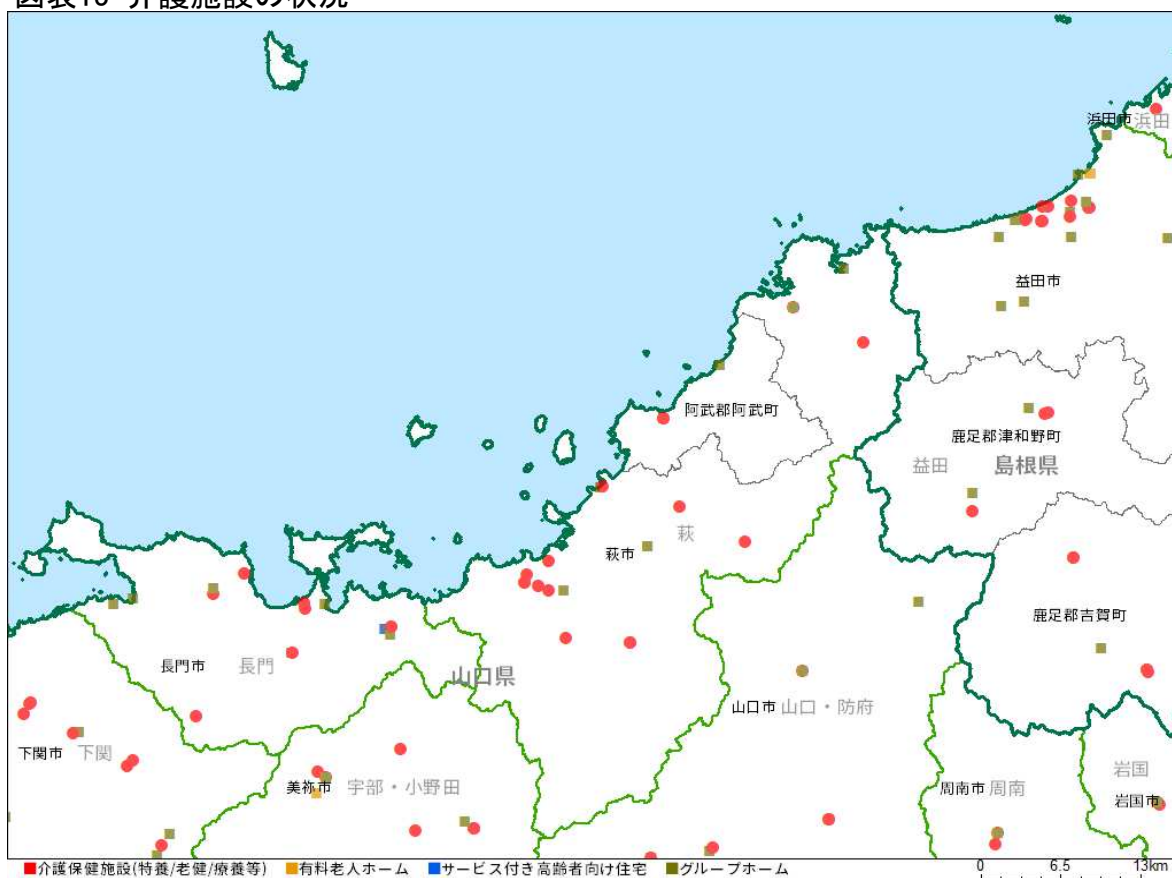 図表16 介護施設の状況
浜田市 浜田
益田市
阿武郡阿武町
鹿足郡津和野町
益田 島根県
萩
萩市
鹿足郡吉賀町
長門市 長門
山口県
山口市 山口・防府
下関市 下関
岩国
美祢市 宇部・小野田
周南市 周南
岩国市
介護保健施設(特養/老健/療養等) 有料老人ホーム サービス付き高齢者向け住宅 グループホーム
0 6.5 13km